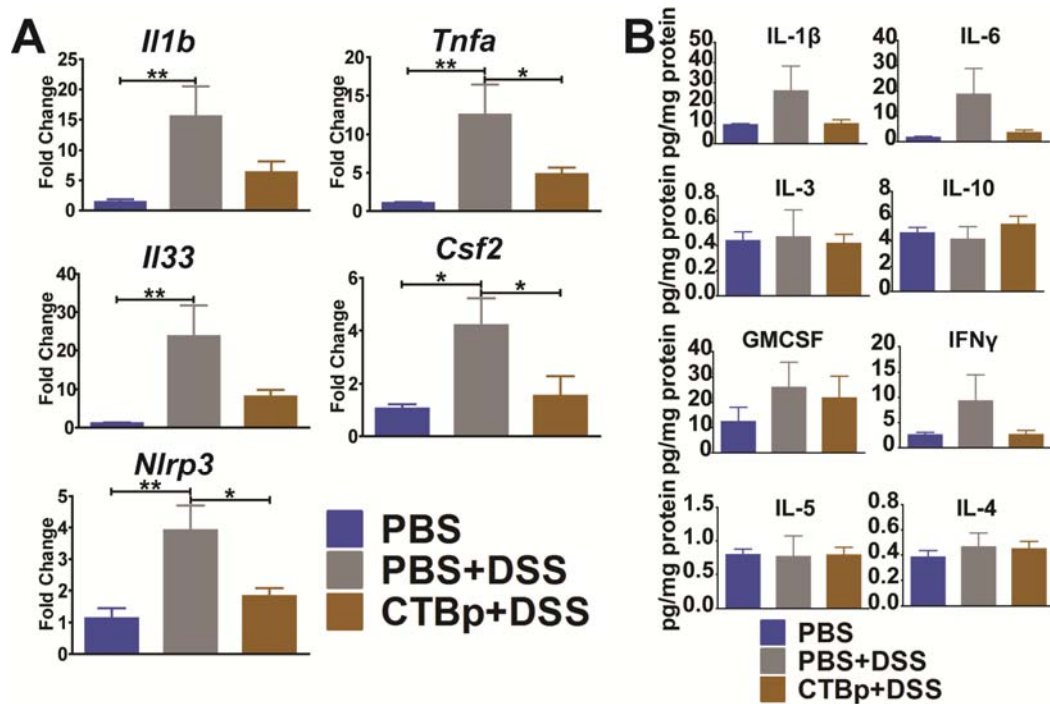 A
Il1b
**
Fold Change
25
20
15
10
5
0
Tnfa
**
*
Fold Change
20
15
10
5
0
Il33
**
Fold Change
40
30
20
10
0
Csf2
*
*
Fold Change
6
4
2
0
Nlrp3
**
*
Fold Change
5
4
3
2
1
0
PBS
PBS+DSS
CTBp+DSS
B
IL-1β
pg/mg protein
50
40
30
20
10
0
IL-6
40
30
20
10
0
IL-3
pg/mg protein
0.8
0.6
0.4
0.2
0.0
IL-10
8
6
4
2
0
GMCSF
pg/mg protein
40
30
20
10
0
IFNγ
20
15
10
5
0
IL-5
pg/mg protein
1.5
1.0
0.5
0.0
IL-4
0.8
0.6
0.4
0.2
0.0
PBS
PBS+DSS
CTBp+DSS